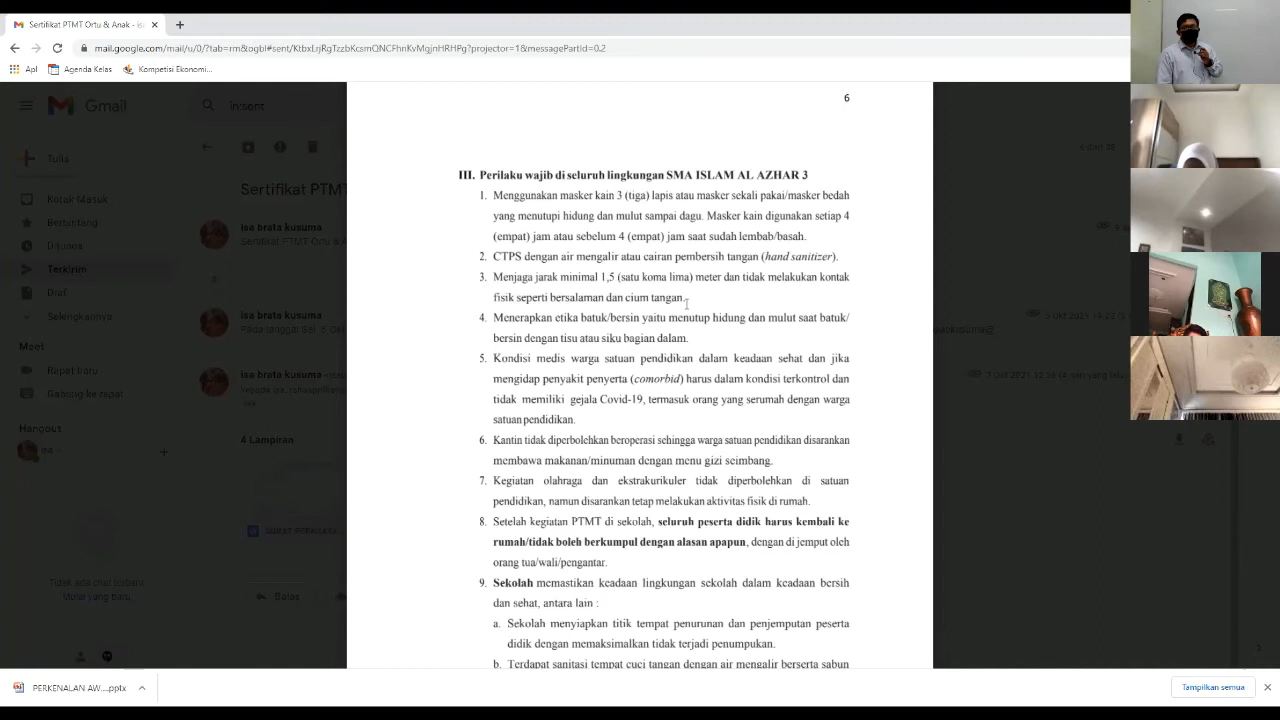 Sertifikat PTMT Ortu & Anak - isa
mail.google.com/mail/u/0/?tab=rm&ogbl#sent/KtbxLrjRgTzzbKcsmQNCFhnKvMgjnHRHPg?projector=1&messagePartId=0.2
Apl Agenda Kelas Kompetisi Ekonomi...
6
Gmail
in:sent
Tulis
Sertifikat PTMT
Kotak Masuk
Berbintang
Ditunda
Terkirim
Draf
Selengkapnya
Rapat baru
Gabung ke rapat
Hangout
isa
isa brata kusuma
Sertifikat PTMT Ortu & A
isa brata kusuma
isa brata kusuma
4 Lampiran
Tidak ada chat terbaru
Mulai yang baru
Balas
III. Perilaku wajib di seluruh lingkungan SMA ISLAM AL AZHAR 3
1. Menggunakan masker kain 3 (tiga) lapis atau masker sekali pakai/masker bedah
yang menutupi hidung dan mulut sampai dagu. Masker kain digunakan setiap 4
(empat) jam atau sebelum 4 (empat) jam saat sudah lembab/basah.
2. CTPS dengan air mengalir atau cairan pembersih tangan (hand sanitizer).
3. Menjaga jarak minimal 1,5 (satu koma lima) meter dan tidak melakukan kontak
fisik seperti bersalaman dan cium tangan.
4. Menerapkan etika batuk/bersin yaitu menutup hidung dan mulut saat batuk/
bersin dengan tisu atau siku bagian dalam.
5. Kondisi medis warga satuan pendidikan dalam keadaan sehat dan jika
mengidap penyakit penyerta (comorbid) harus dalam kondisi terkontrol dan
tidak memiliki gejala Covid-19, termasuk orang yang serumah dengan warga
satuan pendidikan.
6. Kantin tidak diperbolehkan beroperasi sehingga warga satuan pendidikan disarankan
membawa makanan/minuman dengan menu gizi seimbang.
7. Kegiatan olahraga dan ekstrakurikuler tidak diperbolehkan di satuan
pendidikan, namun disarankan tetap melakukan aktivitas fisik di rumah.
8. Setelah kegiatan PTMT di sekolah, seluruh peserta didik harus kembali ke
rumah/tidak boleh berkumpul dengan alasan apapun, dengan di jemput oleh
orang tua/wali/pengantar.
9. Sekolah memastikan keadaan lingkungan sekolah dalam keadaan bersih
dan sehat, antara lain :
a. Sekolah menyiapkan titik tempat penurunan dan penjemputan peserta
didik dengan memaksimalkan tidak terjadi penumpukan.
b. Terdapat sanitasi tempat cuci tangan dengan air mengalir berserta sabun
PERKENALAN AW....pptx
Tampilkan semua